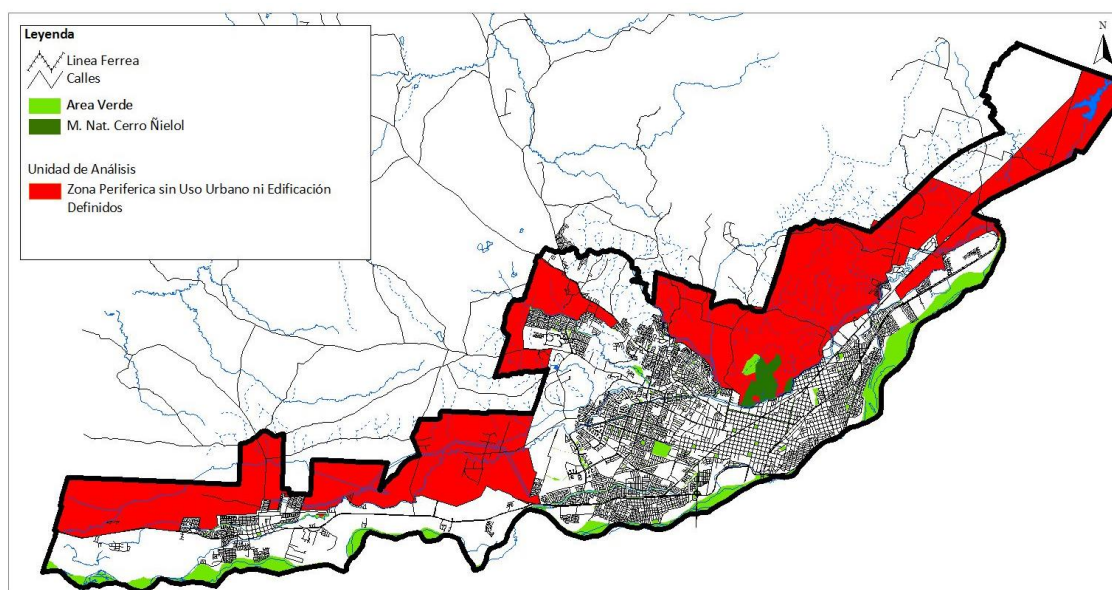 Leyenda
Linea Ferrea
Calles
Area Verde
M. Nat. Cerro Ñielol
Unidad de Análisis
Zona Periferica sin Uso Urbano ni Edificación
Definidos
N